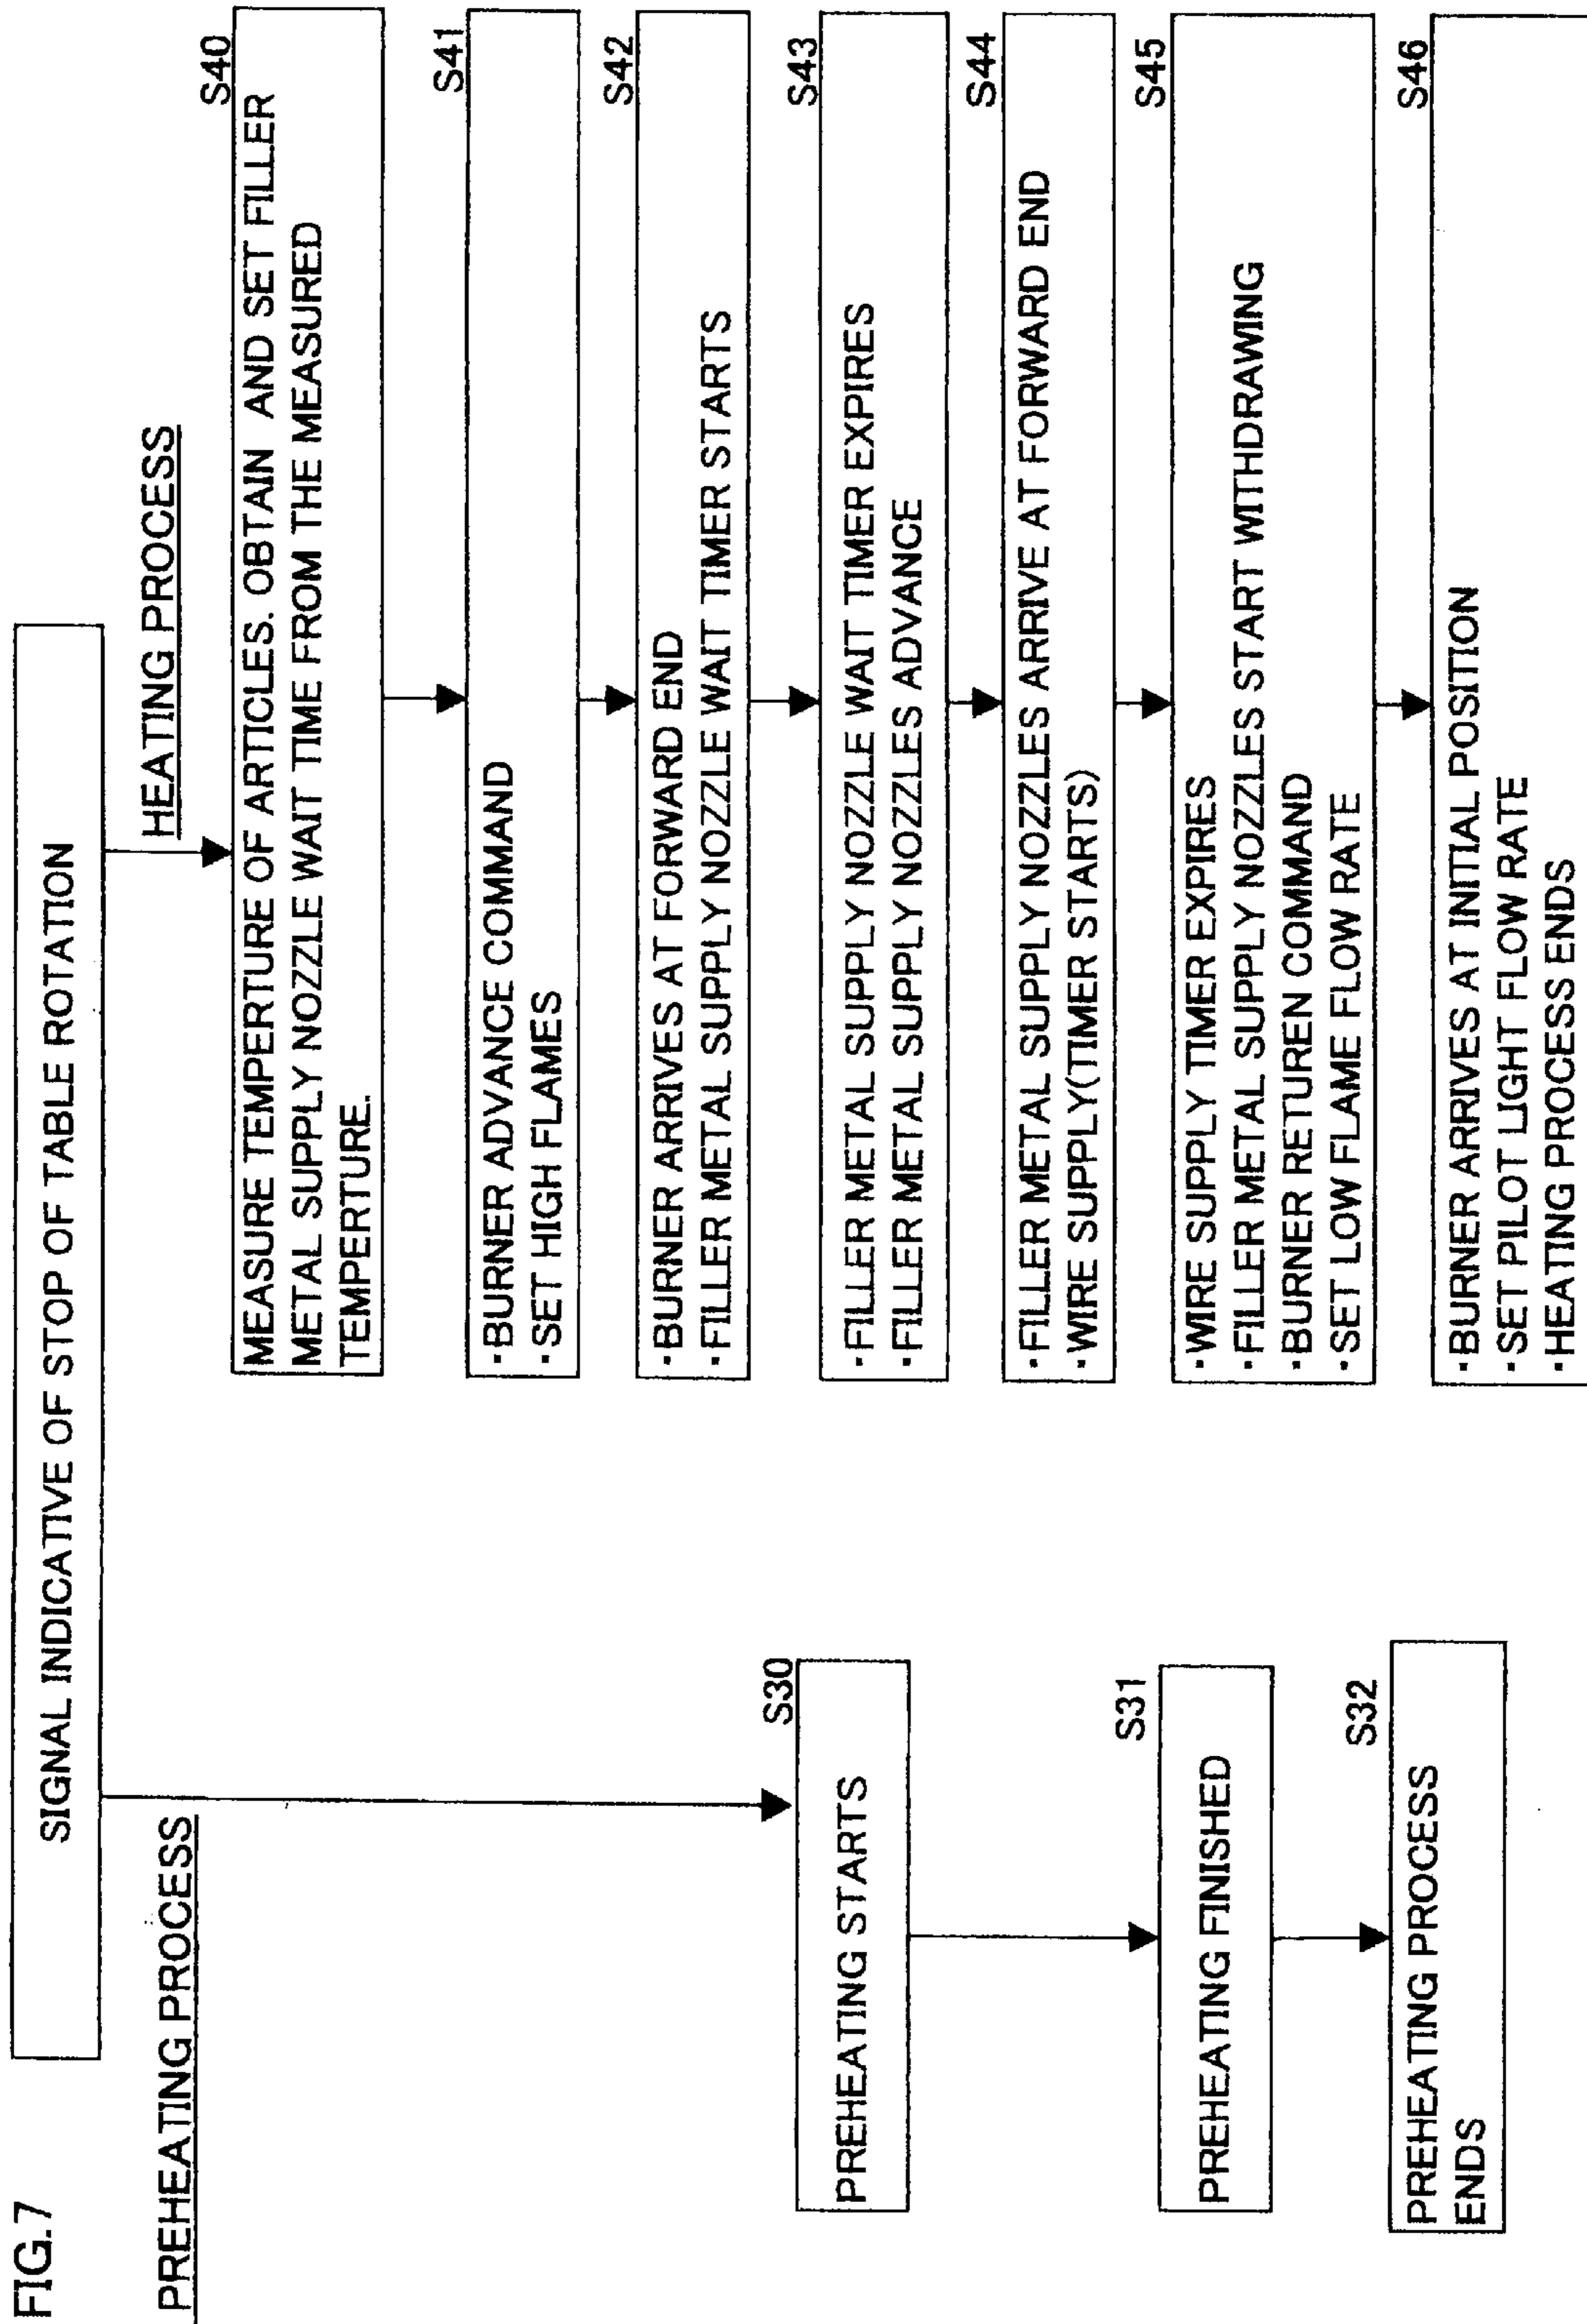 FIG.7
SIGNAL INDICATIVE OF STOP OF TABLE ROTATION
PREHEATING PROCESS
S30
PREHEATING STARTS
S31
PREHEATING FINISHED
S32
PREHEATING PROCESS
ENDS
HEATING PROCESS
S40
MEASURE TEMPERTURE OF ARTICLES. OBTAIN AND SET FILLER
METAL SUPPLY NOZZLE WAIT TIME FROM THE MEASURED
TEMPERTURE.
S41
·BURNER ADVANCE COMMAND
·SET HIGH FLAMES
S42
·BURNER ARRIVES AT FORWARD END
·FILLER METAL SUPPLY NOZZLE WAIT TIMER STARTS
S43
·FILLER METAL SUPPLY NOZZLE WAIT TIMER EXPIRES
·FILLER METAL SUPPLY NOZZLES ADVANCE
S44
·FILLER METAL SUPPLY NOZZLES ARRIVE AT FORWARD END
·WIRE SUPPLY(TIMER STARTS)
S45
·WIRE SUPPLY TIMER EXPIRES
·FILLER METAL SUPPLY NOZZLES START WITHDRAWING
·BURNER RETUREN COMMAND
·SET LOW FLAME FLOW RATE
S46
·BURNER ARRIVES AT INITIAL POSITION
·SET PILOT LIGHT FLOW RATE
·HEATING PROCESS ENDS